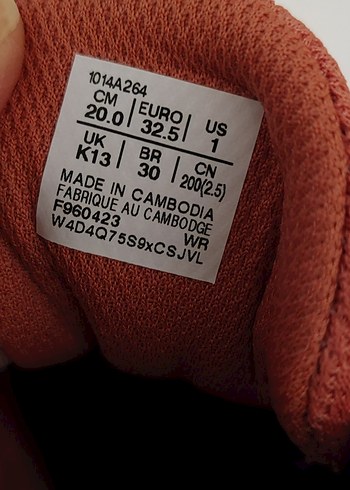 1014A264
CM EURO US
20.0 32.5 1
UK BR CN
K13 30 200(2.5)
MADE IN CAMBODIA
FABRIQUE AU CAMBODGE
F960423 WR
W4D4Q75S9xCSJVL